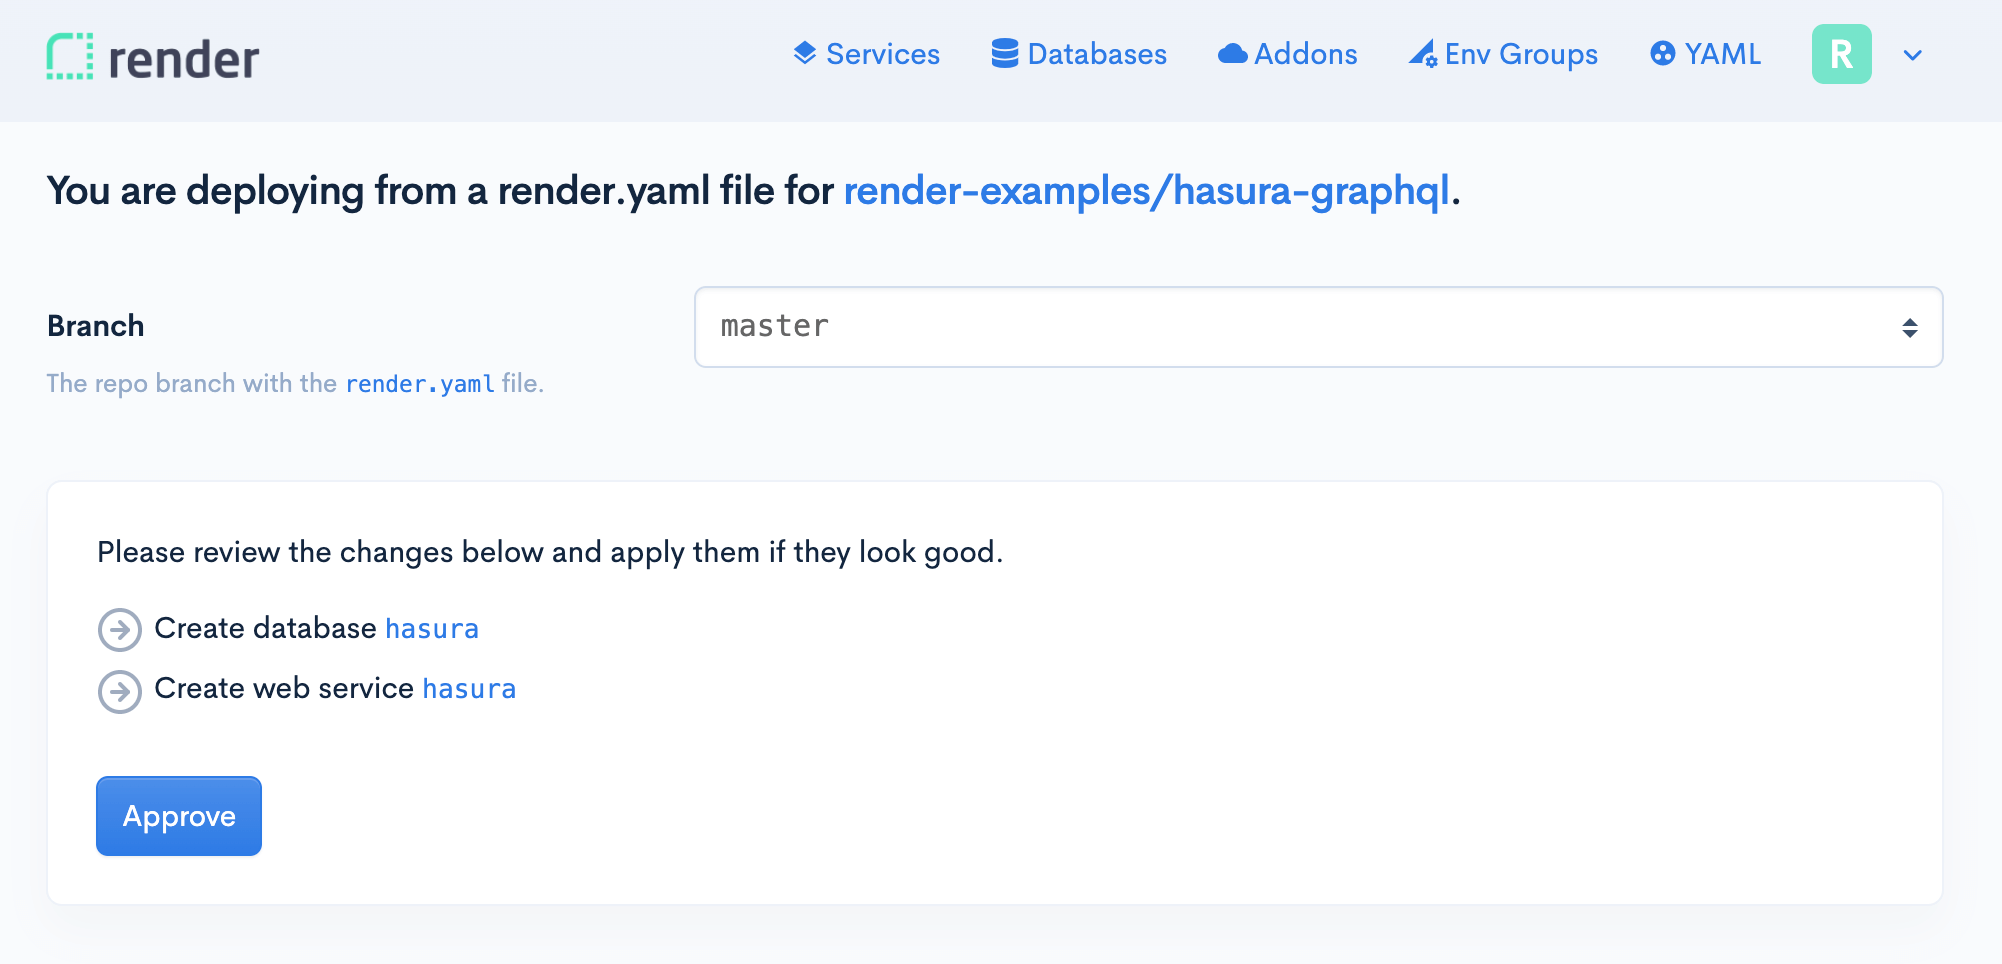 render
Services Databases Addons Env Groups YAML R
You are deploying from a render.yaml file for render-examples/hasura-graphql.
Branch
master
The repo branch with the render.yaml file.
Please review the changes below and apply them if they look good.
Create database hasura
Create web service hasura
Approve